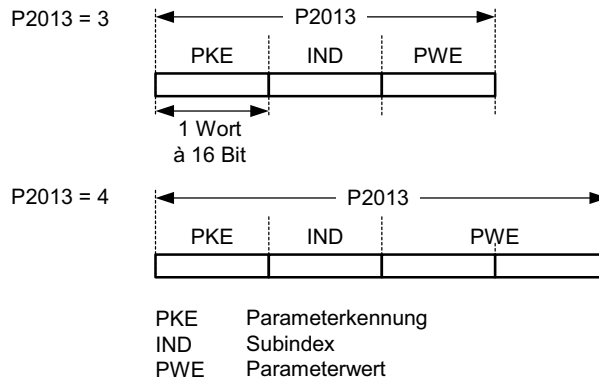 P2013 = 3
P2013
PKE IND PWE
1 Wort
à 16 Bit
P2013 = 4
P2013
PKE IND PWE
PKE Parameterkennung
IND Subindex
PWE Parameterwert